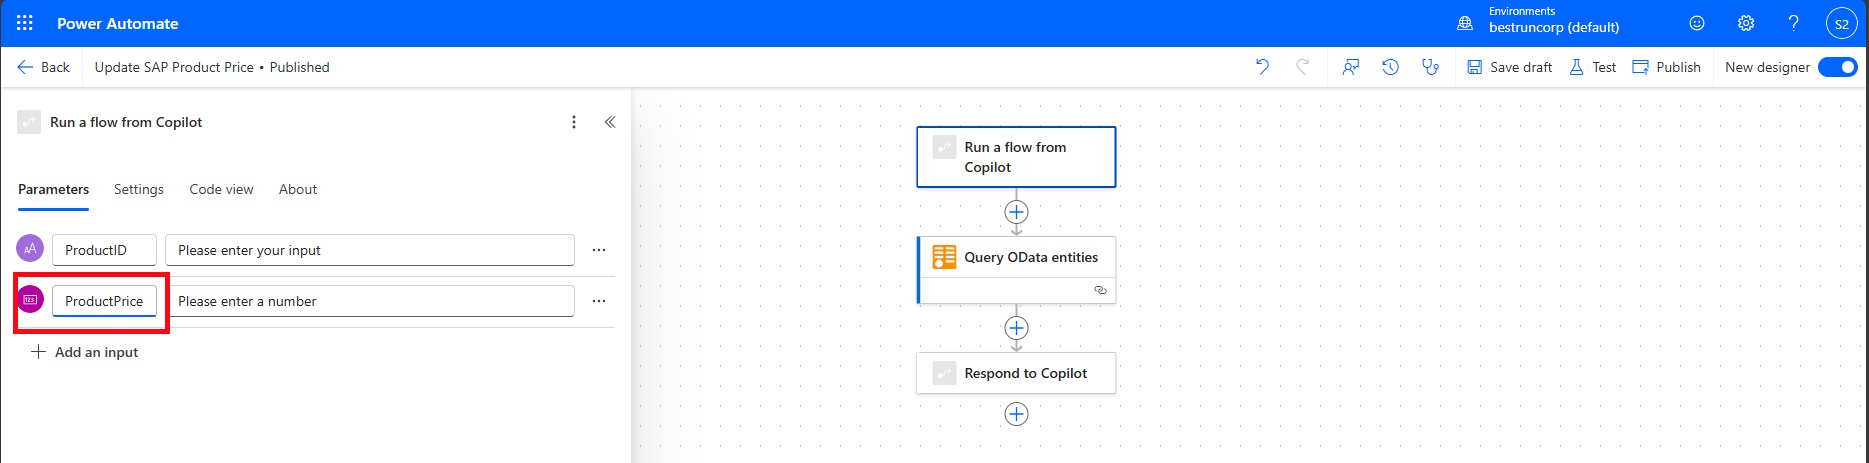 Power Automate
Environments
bestruncorp (default)
S2
Back
Update SAP Product Price • Published
Save draft
Test
Publish
New designer
Run a flow from Copilot
Parameters
Settings
Code view
About
AA
ProductID
Please enter your input
123
ProductPrice
Please enter a number
Add an input
Run a flow from
Copilot
Query OData entities
Respond to Copilot